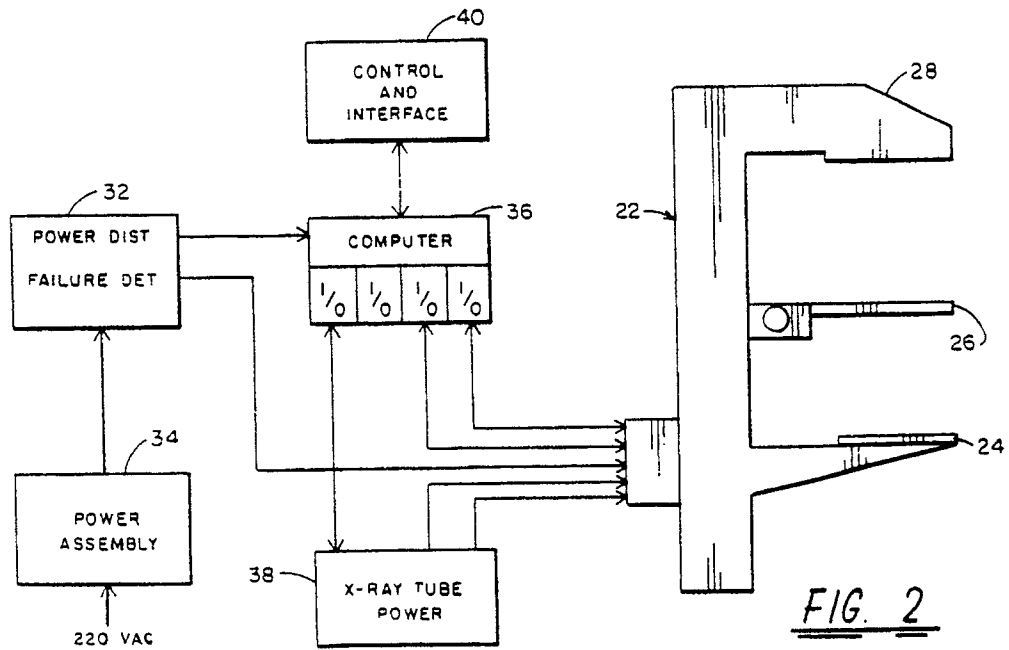 40
CONTROL
AND
INTERFACE
28
32
POWER DIST
FAILURE DET
36
COMPUTER
I/O I/O I/O I/O
22
26
34
POWER
ASSEMBLY
24
38
X-RAY TUBE
POWER
220 VAC
FIG. 2